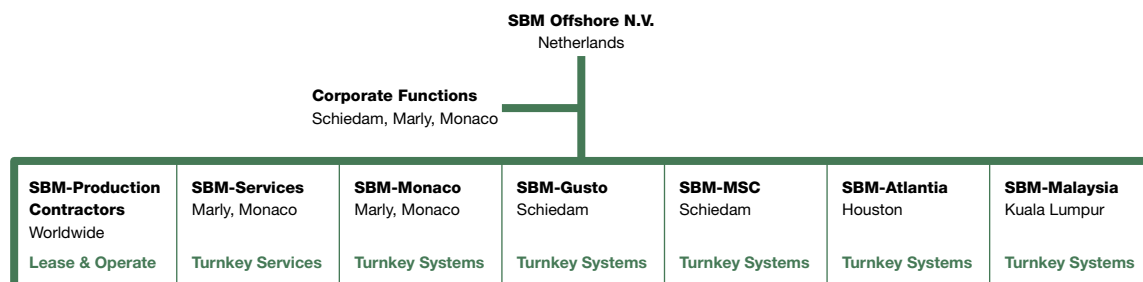 SBM Offshore N.V.
Netherlands
Corporate Functions
Schiedam, Marly, Monaco
SBM-Production
Contractors
Worldwide
Lease & Operate
SBM-Services
Marly, Monaco
Turnkey Services
SBM-Monaco
Marly, Monaco
Turnkey Systems
SBM-Gusto
Schiedam
Turnkey Systems
SBM-MSC
Schiedam
Turnkey Systems
SBM-Atlantia
Houston
Turnkey Systems
SBM-Malaysia
Kuala Lumpur
Turnkey Systems